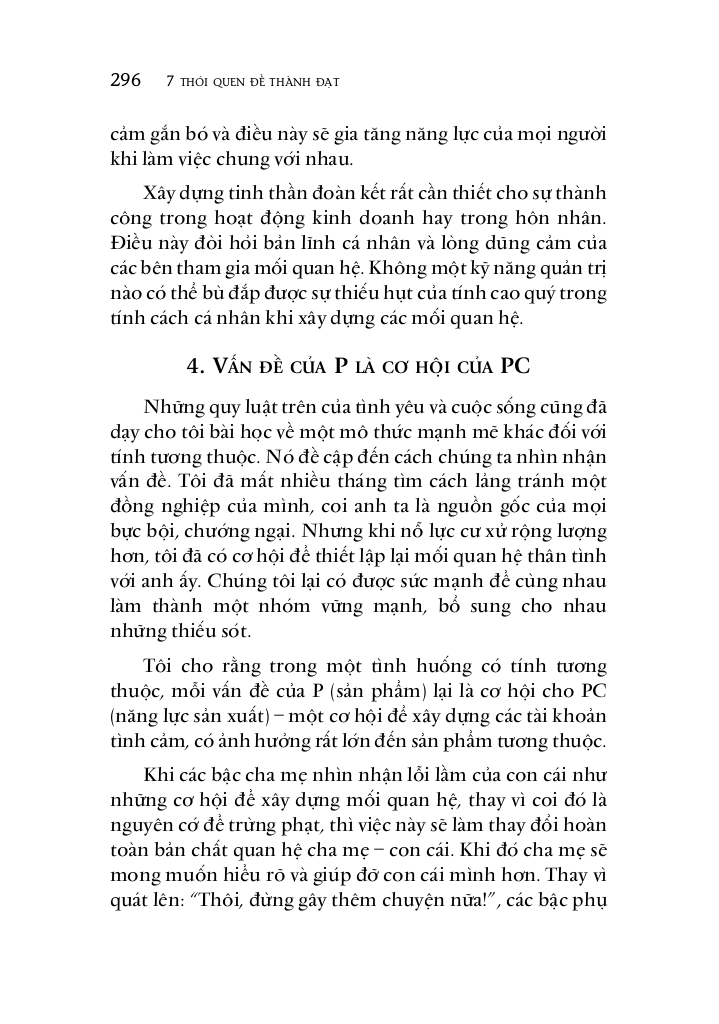 296 7 THÓI QUEN ĐỂ THÀNH ĐẠT
cảm gắn bó và điều này sẽ gia tăng năng lực của mọi người
khi làm việc chung với nhau.
Xây dựng tinh thần đoàn kết rất cần thiết cho sự thành
công trong hoạt động kinh doanh hay trong hôn nhân.
Điều này đòi hỏi bản lĩnh cá nhân và lòng dũng cảm của
các bên tham gia mối quan hệ. Không một kỹ năng quản trị
nào có thể bù đắp được sự thiếu hụt của tính cao quý trong
tính cách cá nhân khi xây dựng các mối quan hệ.
4. VẤN ĐỀ CỦA P LÀ CƠ HỘI CỦA PC
Những quy luật trên của tình yêu và cuộc sống cũng đã
dạy cho tôi bài học về một mô thức mạnh mẽ khác đối với
tính tương thuộc. Nó đề cập đến cách chúng ta nhìn nhận
vấn đề. Tôi đã mất nhiều tháng tìm cách lảng tránh một
đồng nghiệp của mình, coi anh ta là nguồn gốc của mọi
bực bội, chướng ngại. Nhưng khi nỗ lực cư xử rộng lượng
hơn, tôi đã có cơ hội để thiết lập lại mối quan hệ thân tình
với anh ấy. Chúng tôi lại có được sức mạnh để cùng nhau
làm thành một nhóm vững mạnh, bổ sung cho nhau
những thiếu sót.
Tôi cho rằng trong một tình huống có tính tương
thuộc, mỗi vấn đề của P (sản phẩm) lại là cơ hội cho PC
(năng lực sản xuất) – một cơ hội để xây dựng các tài khoản
tình cảm, có ảnh hưởng rất lớn đến sản phẩm tương thuộc.
Khi các bậc cha mẹ nhìn nhận lỗi lầm của con cái như
những cơ hội để xây dựng mối quan hệ, thay vì coi đó là
nguyên cớ để trừng phạt, thì việc này sẽ làm thay đổi hoàn
toàn bản chất quan hệ cha mẹ – con cái. Khi đó cha mẹ sẽ
mong muốn hiểu rõ và giúp đỡ con cái mình hơn. Thay vì
quát lên: “Thôi, đừng gây thêm chuyện nữa!”, các bậc phụ